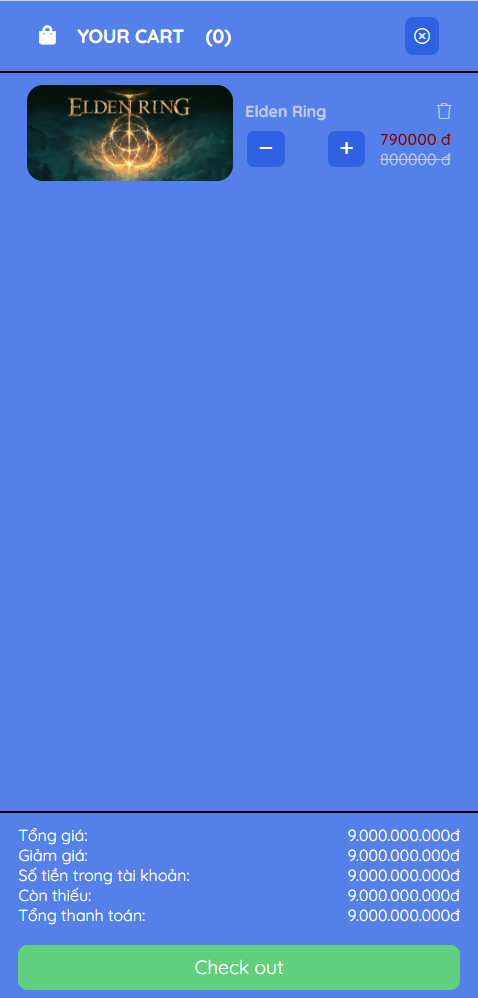 YOUR CART (0)
ELDEN RING
Elden Ring
790000 đ
800000 đ
Tổng giá: 9.000.000.000đ
Giảm giá: 9.000.000.000đ
Số tiền trong tài khoản: 9.000.000.000đ
Còn thiếu: 9.000.000.000đ
Tổng thanh toán: 9.000.000.000đ
Check out